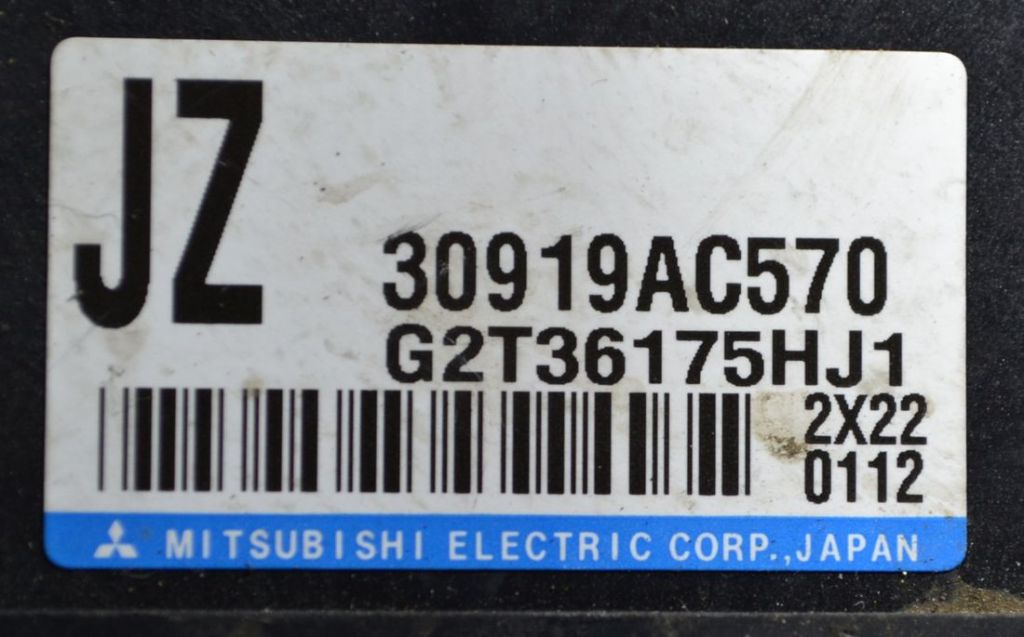 JZ
30919AC570
G2T36175HJ1
2X22
0112
MITSUBISHI ELECTRIC CORP.,JAPAN